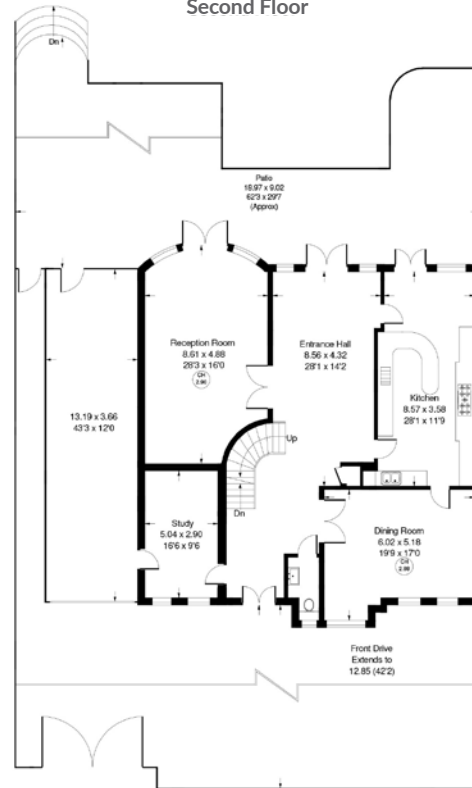 Second Floor
Dn
Patio
18.97 x 9.02
62'3 x 29'7
(Approx)
Reception Room
8.61 x 4.88
28'3 x 16'0
CH
2.90
Entrance Hall
8.56 x 4.32
28'1 x 14'2
Kitchen
8.57 x 3.58
28'1 x 11'9
13.19 x 3.66
43'3 x 12'0
Up
Dn
Study
5.04 x 2.90
16'6 x 9'6
Dining Room
6.02 x 5.18
19'9 x 17'0
CH
Front Drive
Extends to
12.85 (42'2)